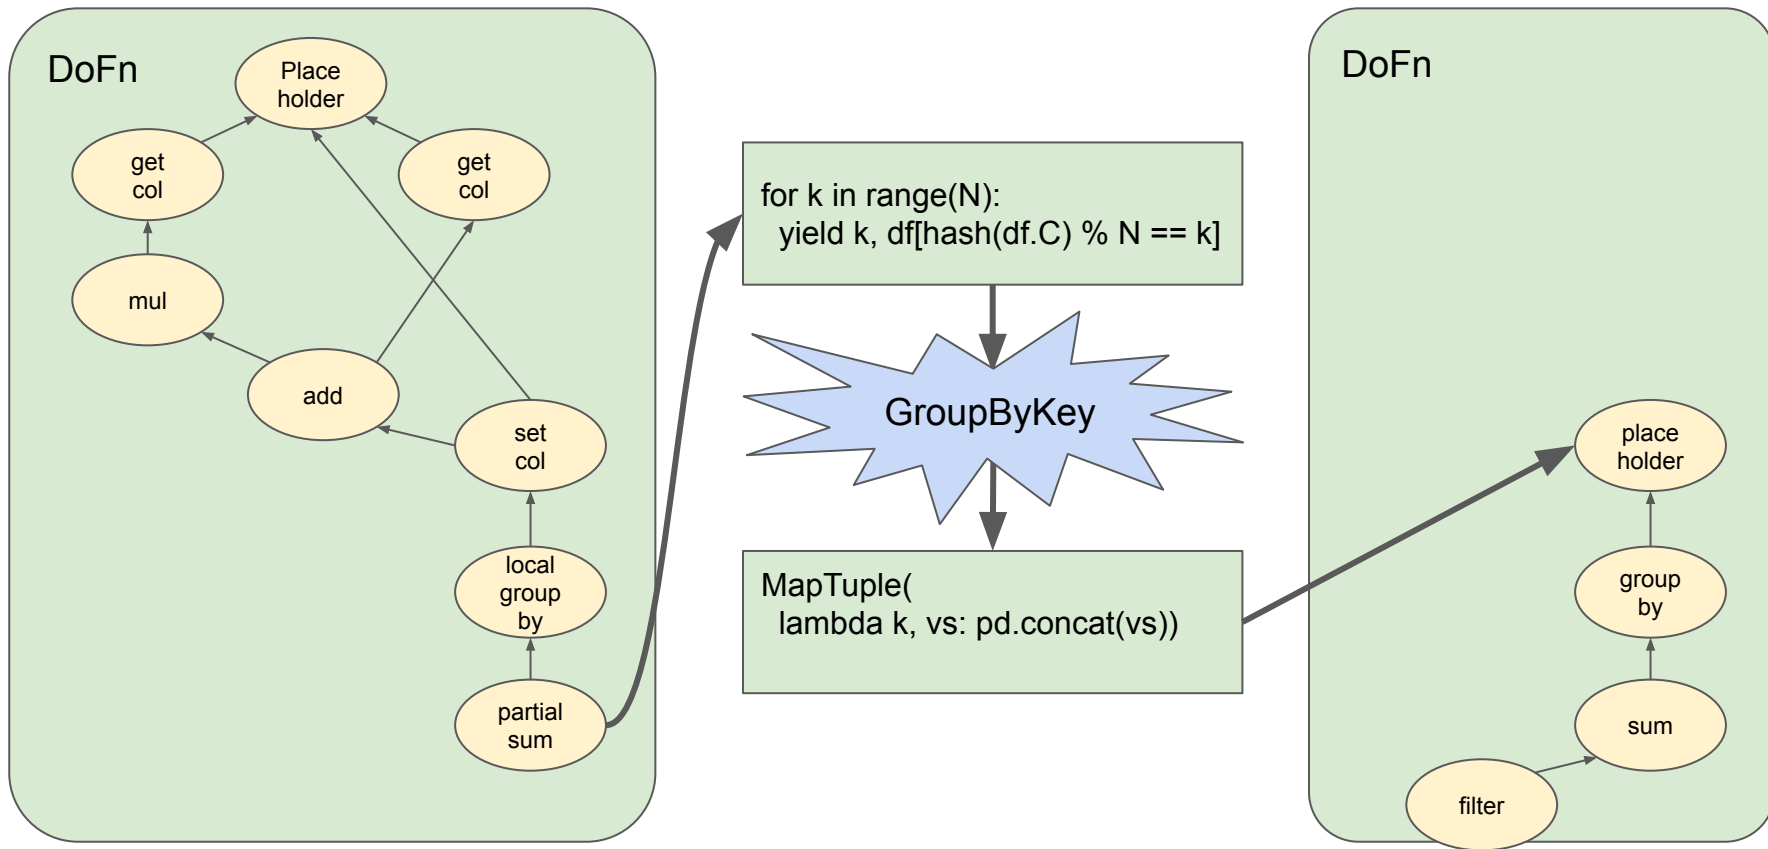 DoFn
Place
holder
get
col
get
col
mul
add
set
col
local
group
by
partial
sum
for k in range(N):
yield k, df[hash(df.C) % N == k]
GroupByKey
MapTuple(
lambda k, vs: pd.concat(vs))
DoFn
place
holder
group
by
sum
filter